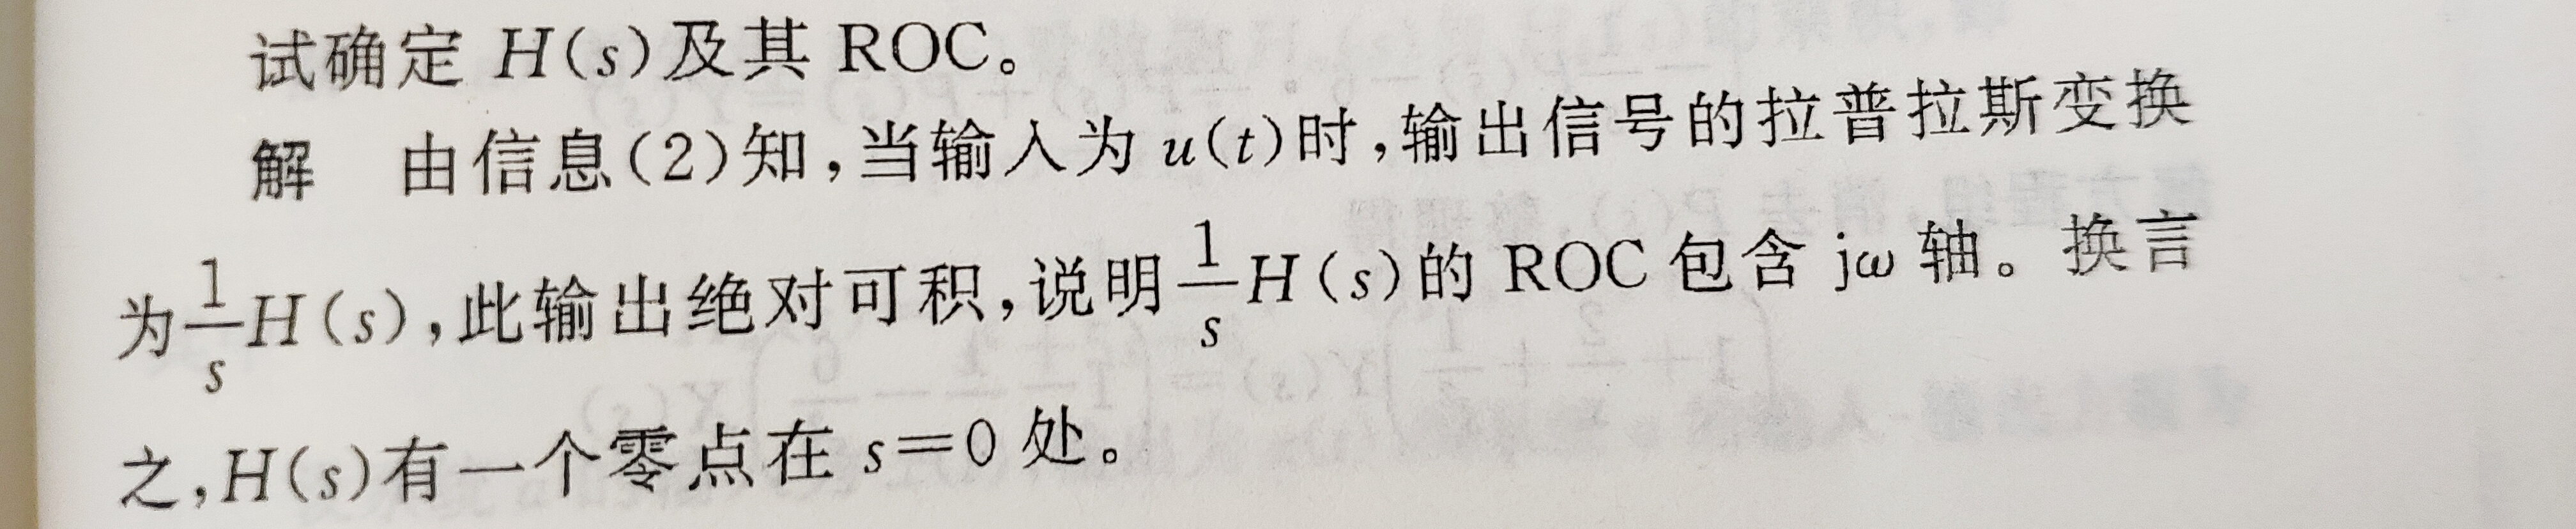 试确定 H(s)及其 ROC。
解 由信息(2)知,当输入为 u(t)时,输出信号的拉普拉斯变换
为\frac{1}{s}H(s),此输出绝对可积,说明\frac{1}{s}H(s)的 ROC 包含 jω 轴。换言
之,H(s)有一个零点在 s=0 处。